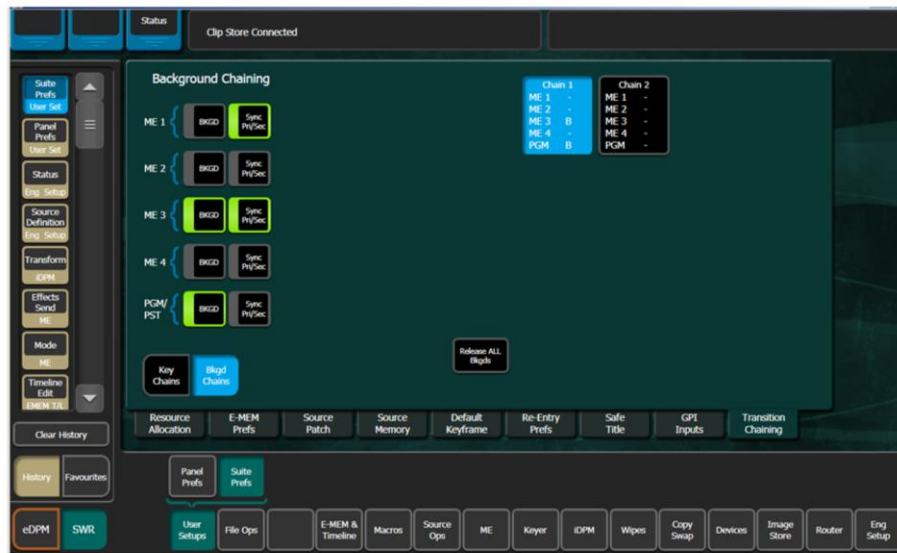 Status
Clip Store Connected
Suite
Prefs
User Set
Panel
Prefs
User Set
Status
Eng Setup
Source
Definition
Eng Setup
Transform
iDPM
Effects
Send
ME
Mode
ME
Timeline
Edit
EMEM T/L
Clear History
History
Favourites
eDPM
SWR
Background Chaining
ME 1
BKGD
Sync
Pri/Sec
ME 2
BKGD
Sync
Pri/Sec
ME 3
BKGD
Sync
Pri/Sec
ME 4
BKGD
Sync
Pri/Sec
PGM/
PST
BKGD
Sync
Pri/Sec
Chain 1
ME 1 -
ME 2 -
ME 3 B
ME 4 -
PGM B
Chain 2
ME 1 -
ME 2 -
ME 3 -
ME 4 -
PGM -
Release ALL
Bkgds
Key
Chains
Bkgd
Chains
Resource
Allocation
E-MEM
Prefs
Source
Patch
Source
Memory
Default
Keyframe
Re-Entry
Prefs
Safe
Title
GPI
Inputs
Transition
Chaining
Panel
Prefs
Suite
Prefs
User
Setups
File Ops
E-MEM &
Timeline
Macros
Source
Ops
ME
Keyer
iDPM
Wipes
Copy
Swap
Devices
Image
Store
Router
Eng
Setup